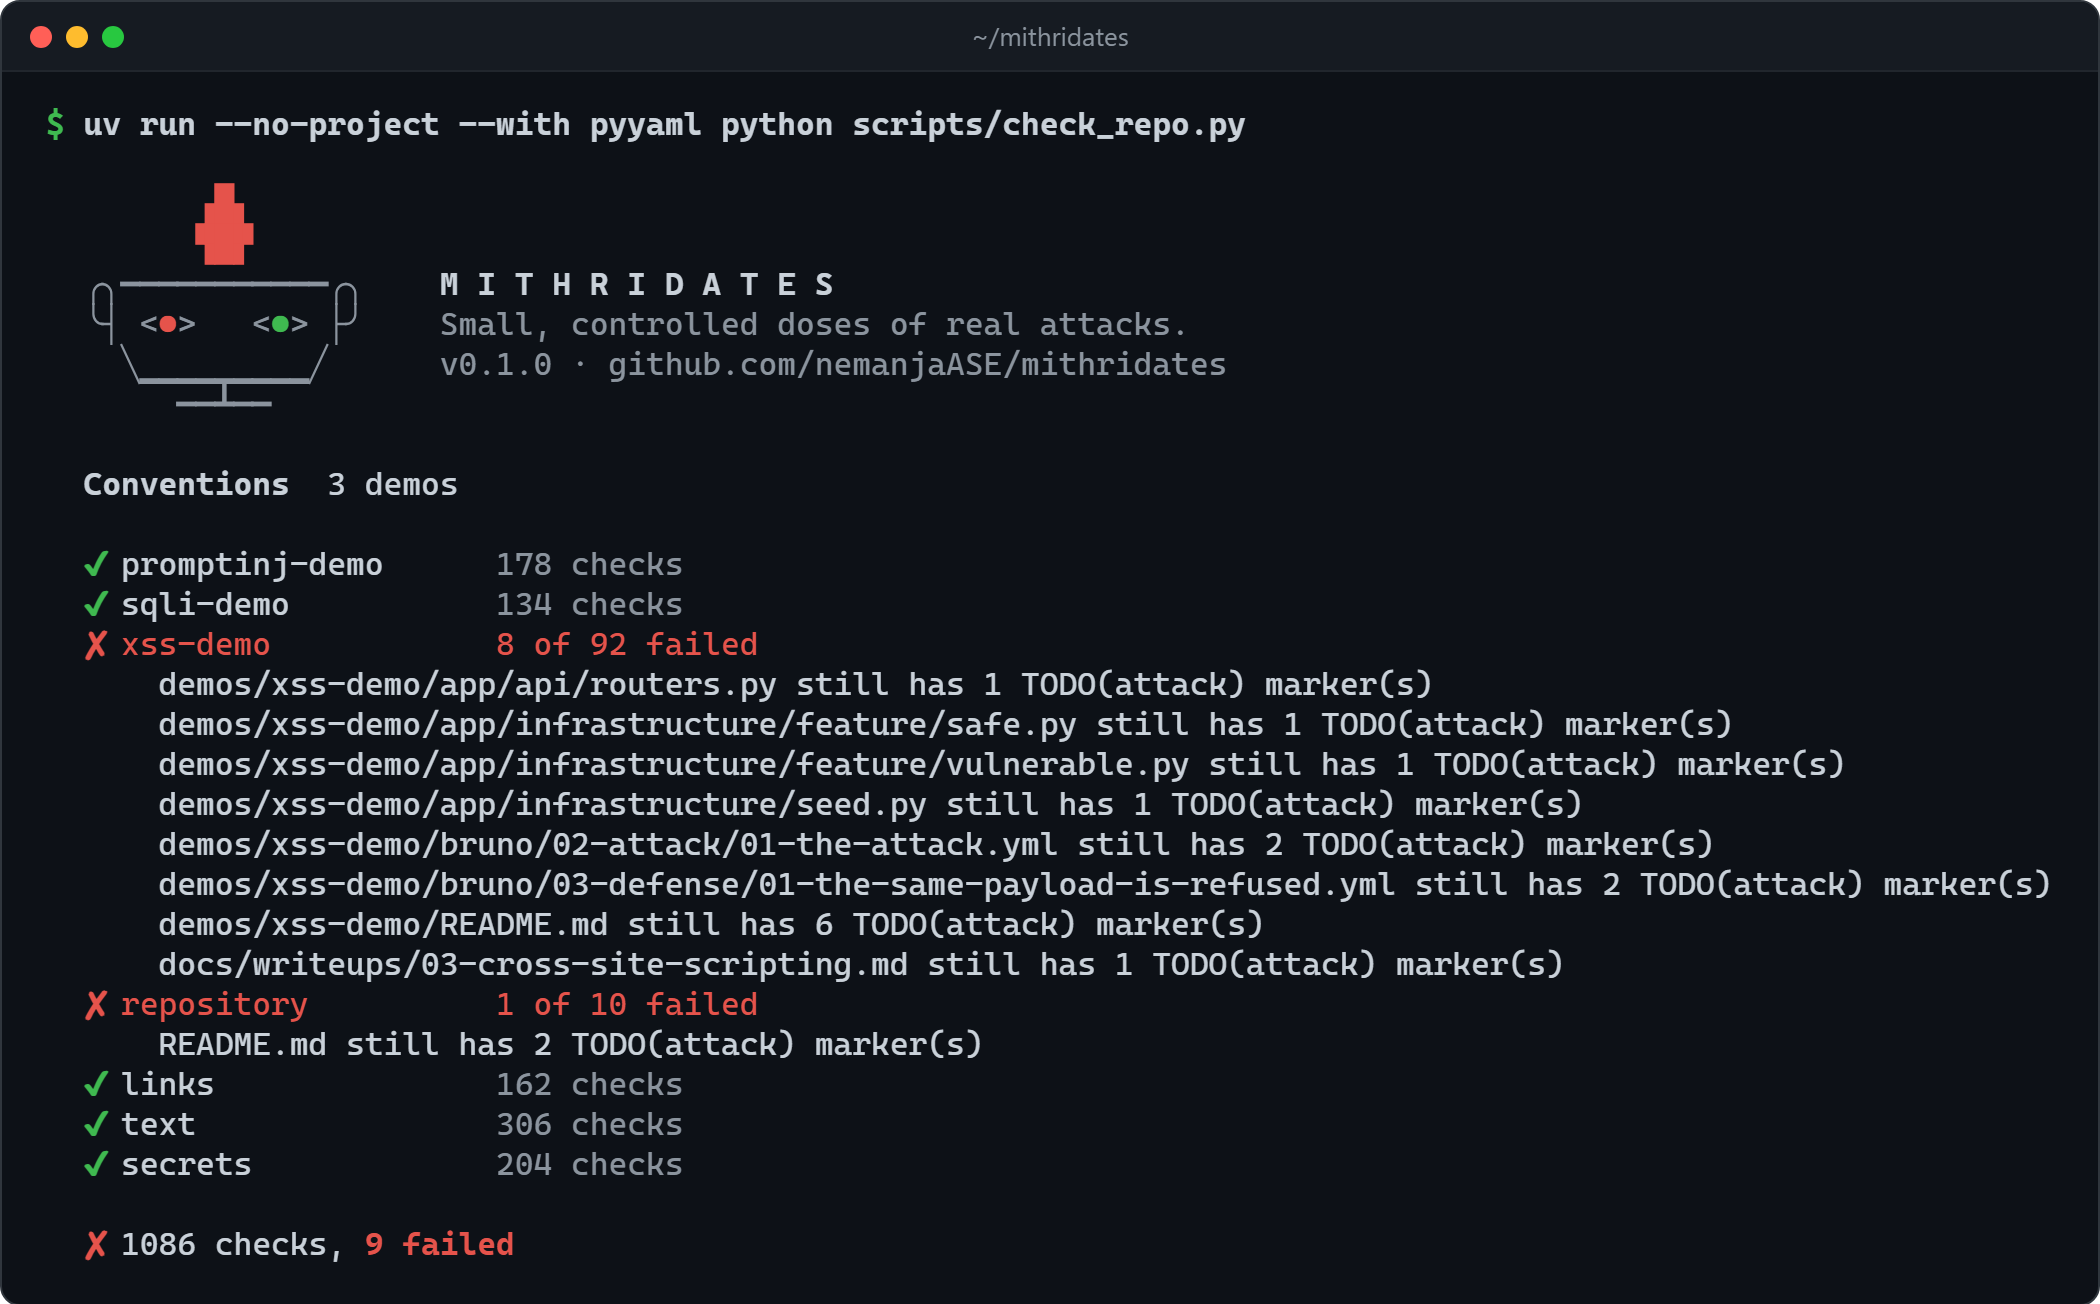 ~/mithridates
$ uv run --no-project --with pyyaml python scripts/check_repo.py
M I T H R I D A T E S
<●> <●> Small, controlled doses of real attacks.
v0.1.0 · github.com/nemanjaASE/mithridates
Conventions 3 demos
✔ promptinj-demo 178 checks
✔ sqli-demo 134 checks
✘ xss-demo 8 of 92 failed
demos/xss-demo/app/api/routers.py still has 1 TODO(attack) marker(s)
demos/xss-demo/app/infrastructure/feature/safe.py still has 1 TODO(attack) marker(s)
demos/xss-demo/app/infrastructure/feature/vulnerable.py still has 1 TODO(attack) marker(s)
demos/xss-demo/app/infrastructure/seed.py still has 1 TODO(attack) marker(s)
demos/xss-demo/bruno/02-attack/01-the-attack.yml still has 2 TODO(attack) marker(s)
demos/xss-demo/bruno/03-defense/01-the-same-payload-is-refused.yml still has 2 TODO(attack) marker(s)
demos/xss-demo/README.md still has 6 TODO(attack) marker(s)
docs/writeups/03-cross-site-scripting.md still has 1 TODO(attack) marker(s)
✘ repository 1 of 10 failed
README.md still has 2 TODO(attack) marker(s)
✔ links 162 checks
✔ text 306 checks
✔ secrets 204 checks
✘ 1086 checks, 9 failed